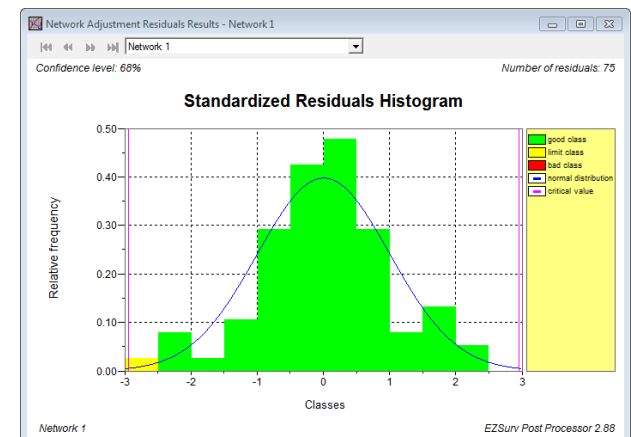 Network Adjustment Residuals Results - Network 1
Network 1
Confidence level: 68%
Number of residuals: 75
Standardized Residuals Histogram
Relative frequency
0.50
0.40
0.30
0.20
0.10
0.00
-3 -2 -1 0 1 2 3
Classes
good class
limit class
bad class
normal distribution
critical value
Network 1
EZSurv Post Processor 2.88